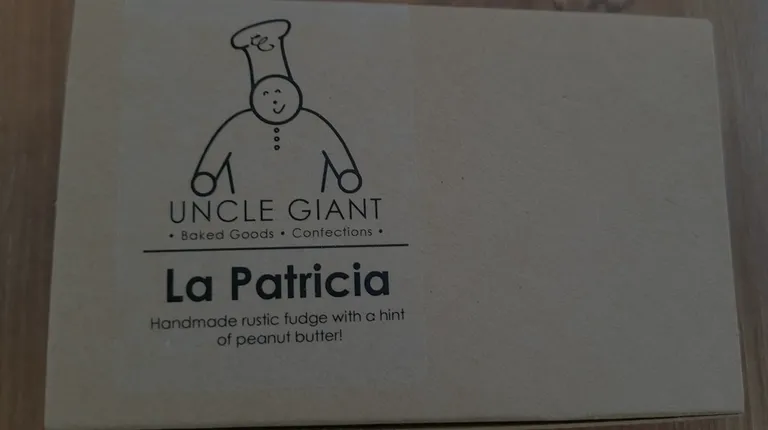 UNCLE GIANT
• Baked Goods • Confections •
La Patricia
Handmade rustic fudge with a hint
of peanut butter!